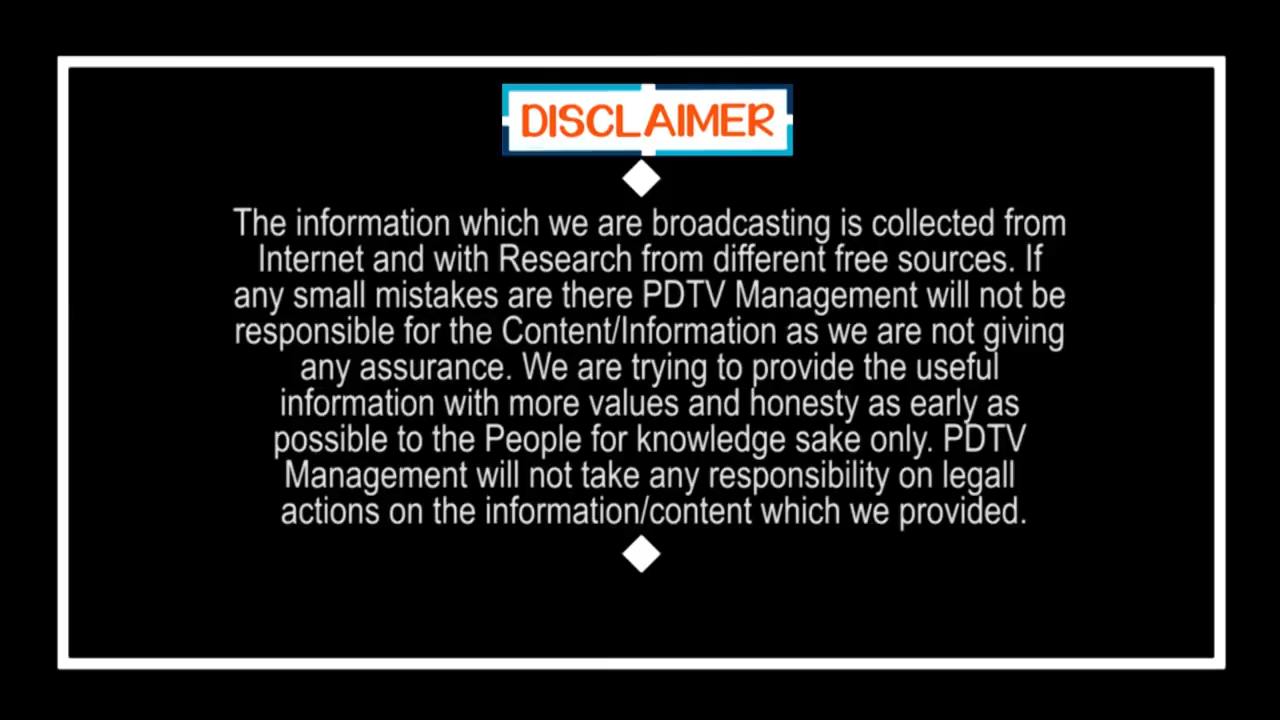 DISCLAIMER
The information which we are broadcasting is collected from
Internet and with Research from different free sources. If
any small mistakes are there PDTV Management will not be
responsible for the Content/Information as we are not giving
any assurance. We are trying to provide the useful
information with more values and honesty as early as
possible to the People for knowledge sake only. PDTV
Management will not take any responsibility on legall
actions on the information/content which we provided.